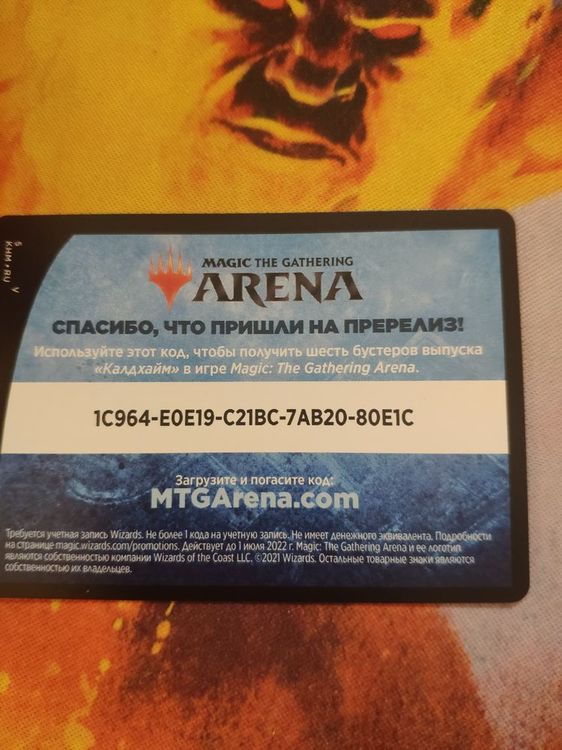 MAGIC THE GATHERING
ARENA
СПАСИБО, ЧТО ПРИШЛИ НА ПРЕРЕЛИЗ!
Используйте этот код, чтобы получить шесть бустеров выпуска
«Калдхайм» в игре Magic: The Gathering Arena.
1C964-E0E19-C21BC-7AB20-80E1C
Загрузите и погасите код:
MTGArena.com
Требуется учетная запись Wizards. Не более 1 кода на учетную запись. Не имеет денежного эквивалента. Подробности
на странице magic.wizards.com/promotions. Действует до 1 июля 2022 г. Magic: The Gathering Arena и ее логотип
являются собственностью компании Wizards of the Coast LLC. ©2021 Wizards. Остальные товарные знаки являются
собственностью их владельцев.
5 V
KHM • RU